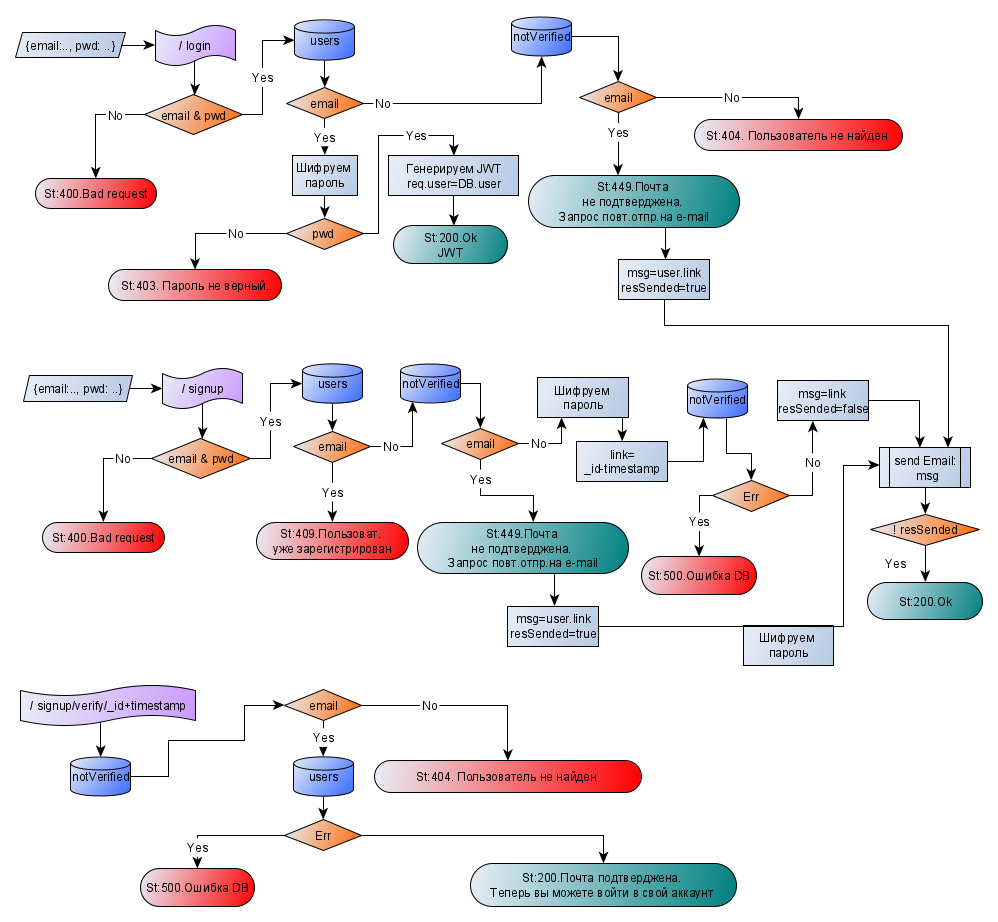 {email:.., pwd: ..}
/ login
users
notVerified
Yes
email & pwd
No
email
No
email
No
Yes
Yes
Yes
St:404. Пользователь не найден
No
St:400.Bad request
Шифруем
пароль
Генерируем JWT
req.user=DB.user
St:449.Почта
не подтверждена.
Запрос повт.отпр.на e-mail
No
pwd
St:200.Ok
JWT
St:403. Пароль не верный.
msg=user.link
resSended=true
{email:.., pwd: ..}
/ signup
users
notVerified
Шифруем
пароль
notVerified
msg=link
resSended=false
Yes
email & pwd
No
email
No
email
No
link=
_id-timestamp
No
send Email:
msg
Yes
Yes
Err
Yes
St:400.Bad request
St:409.Пользоват.
уже зарегистрирован
St:449.Почта
не подтверждена.
Запрос повт.отпр.на e-mail
St:500.Ошибка DB
! resSended
Yes
St:200.Ok
msg=user.link
resSended=true
Шифруем
пароль
/ signup/verify/_id+timestamp
email
No
Yes
notVerified
users
St:404. Пользователь не найден
Err
Yes
St:500.Ошибка DB
St:200.Почта подтверждена.
Теперь вы можете войти в свой аккаунт